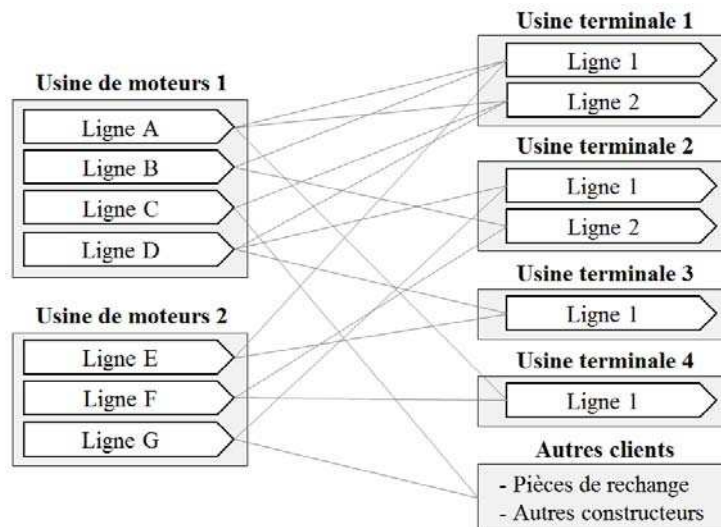 Usine de moteurs 1
Ligne A
Ligne B
Ligne C
Ligne D
Usine de moteurs 2
Ligne E
Ligne F
Ligne G
Usine terminale 1
Ligne 1
Ligne 2
Usine terminale 2
Ligne 1
Ligne 2
Usine terminale 3
Ligne 1
Usine terminale 4
Ligne 1
Autres clients
- Pièces de rechange
- Autres constructeurs